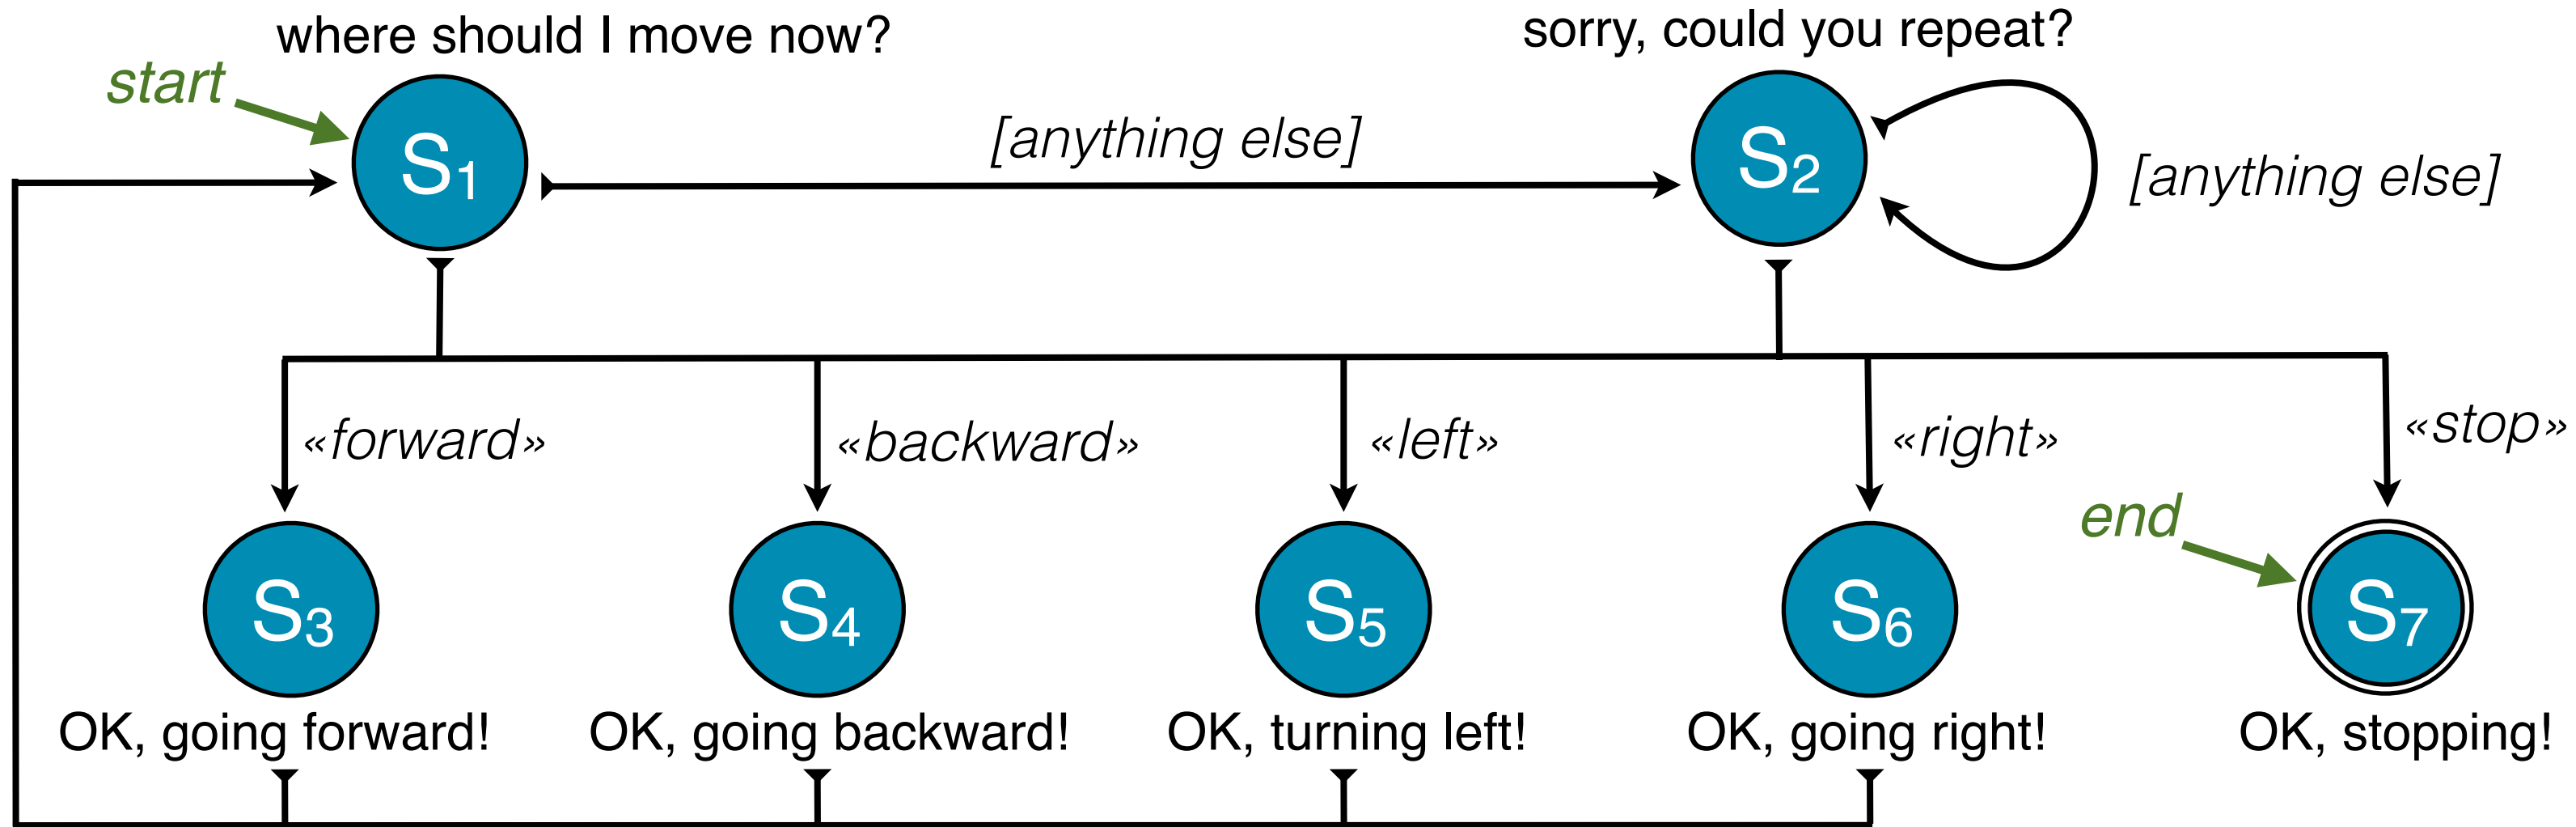 where should I move now?
sorry, could you repeat?
start
S1
[anything else]
S2
[anything else]
«forward»
«backward»
«left»
«right»
«stop»
end
S3
S4
S5
S6
S7
OK, going forward!
OK, going backward!
OK, turning left!
OK, going right!
OK, stopping!